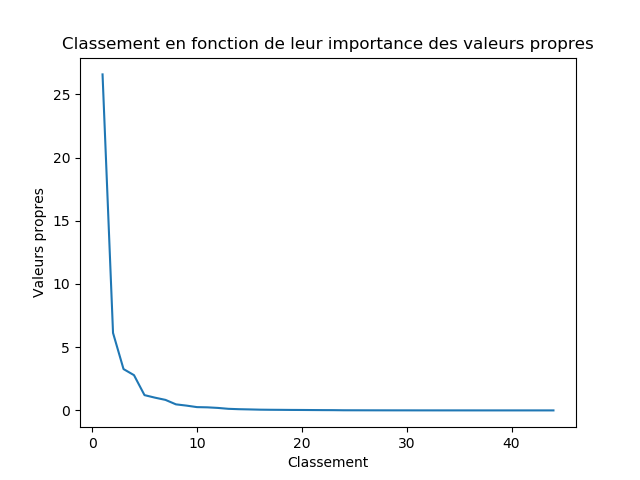 Classement en fonction de leur importance des valeurs propres
25
20
15
10
5
0
Valeurs propres
0 10 20 30 40
Classement